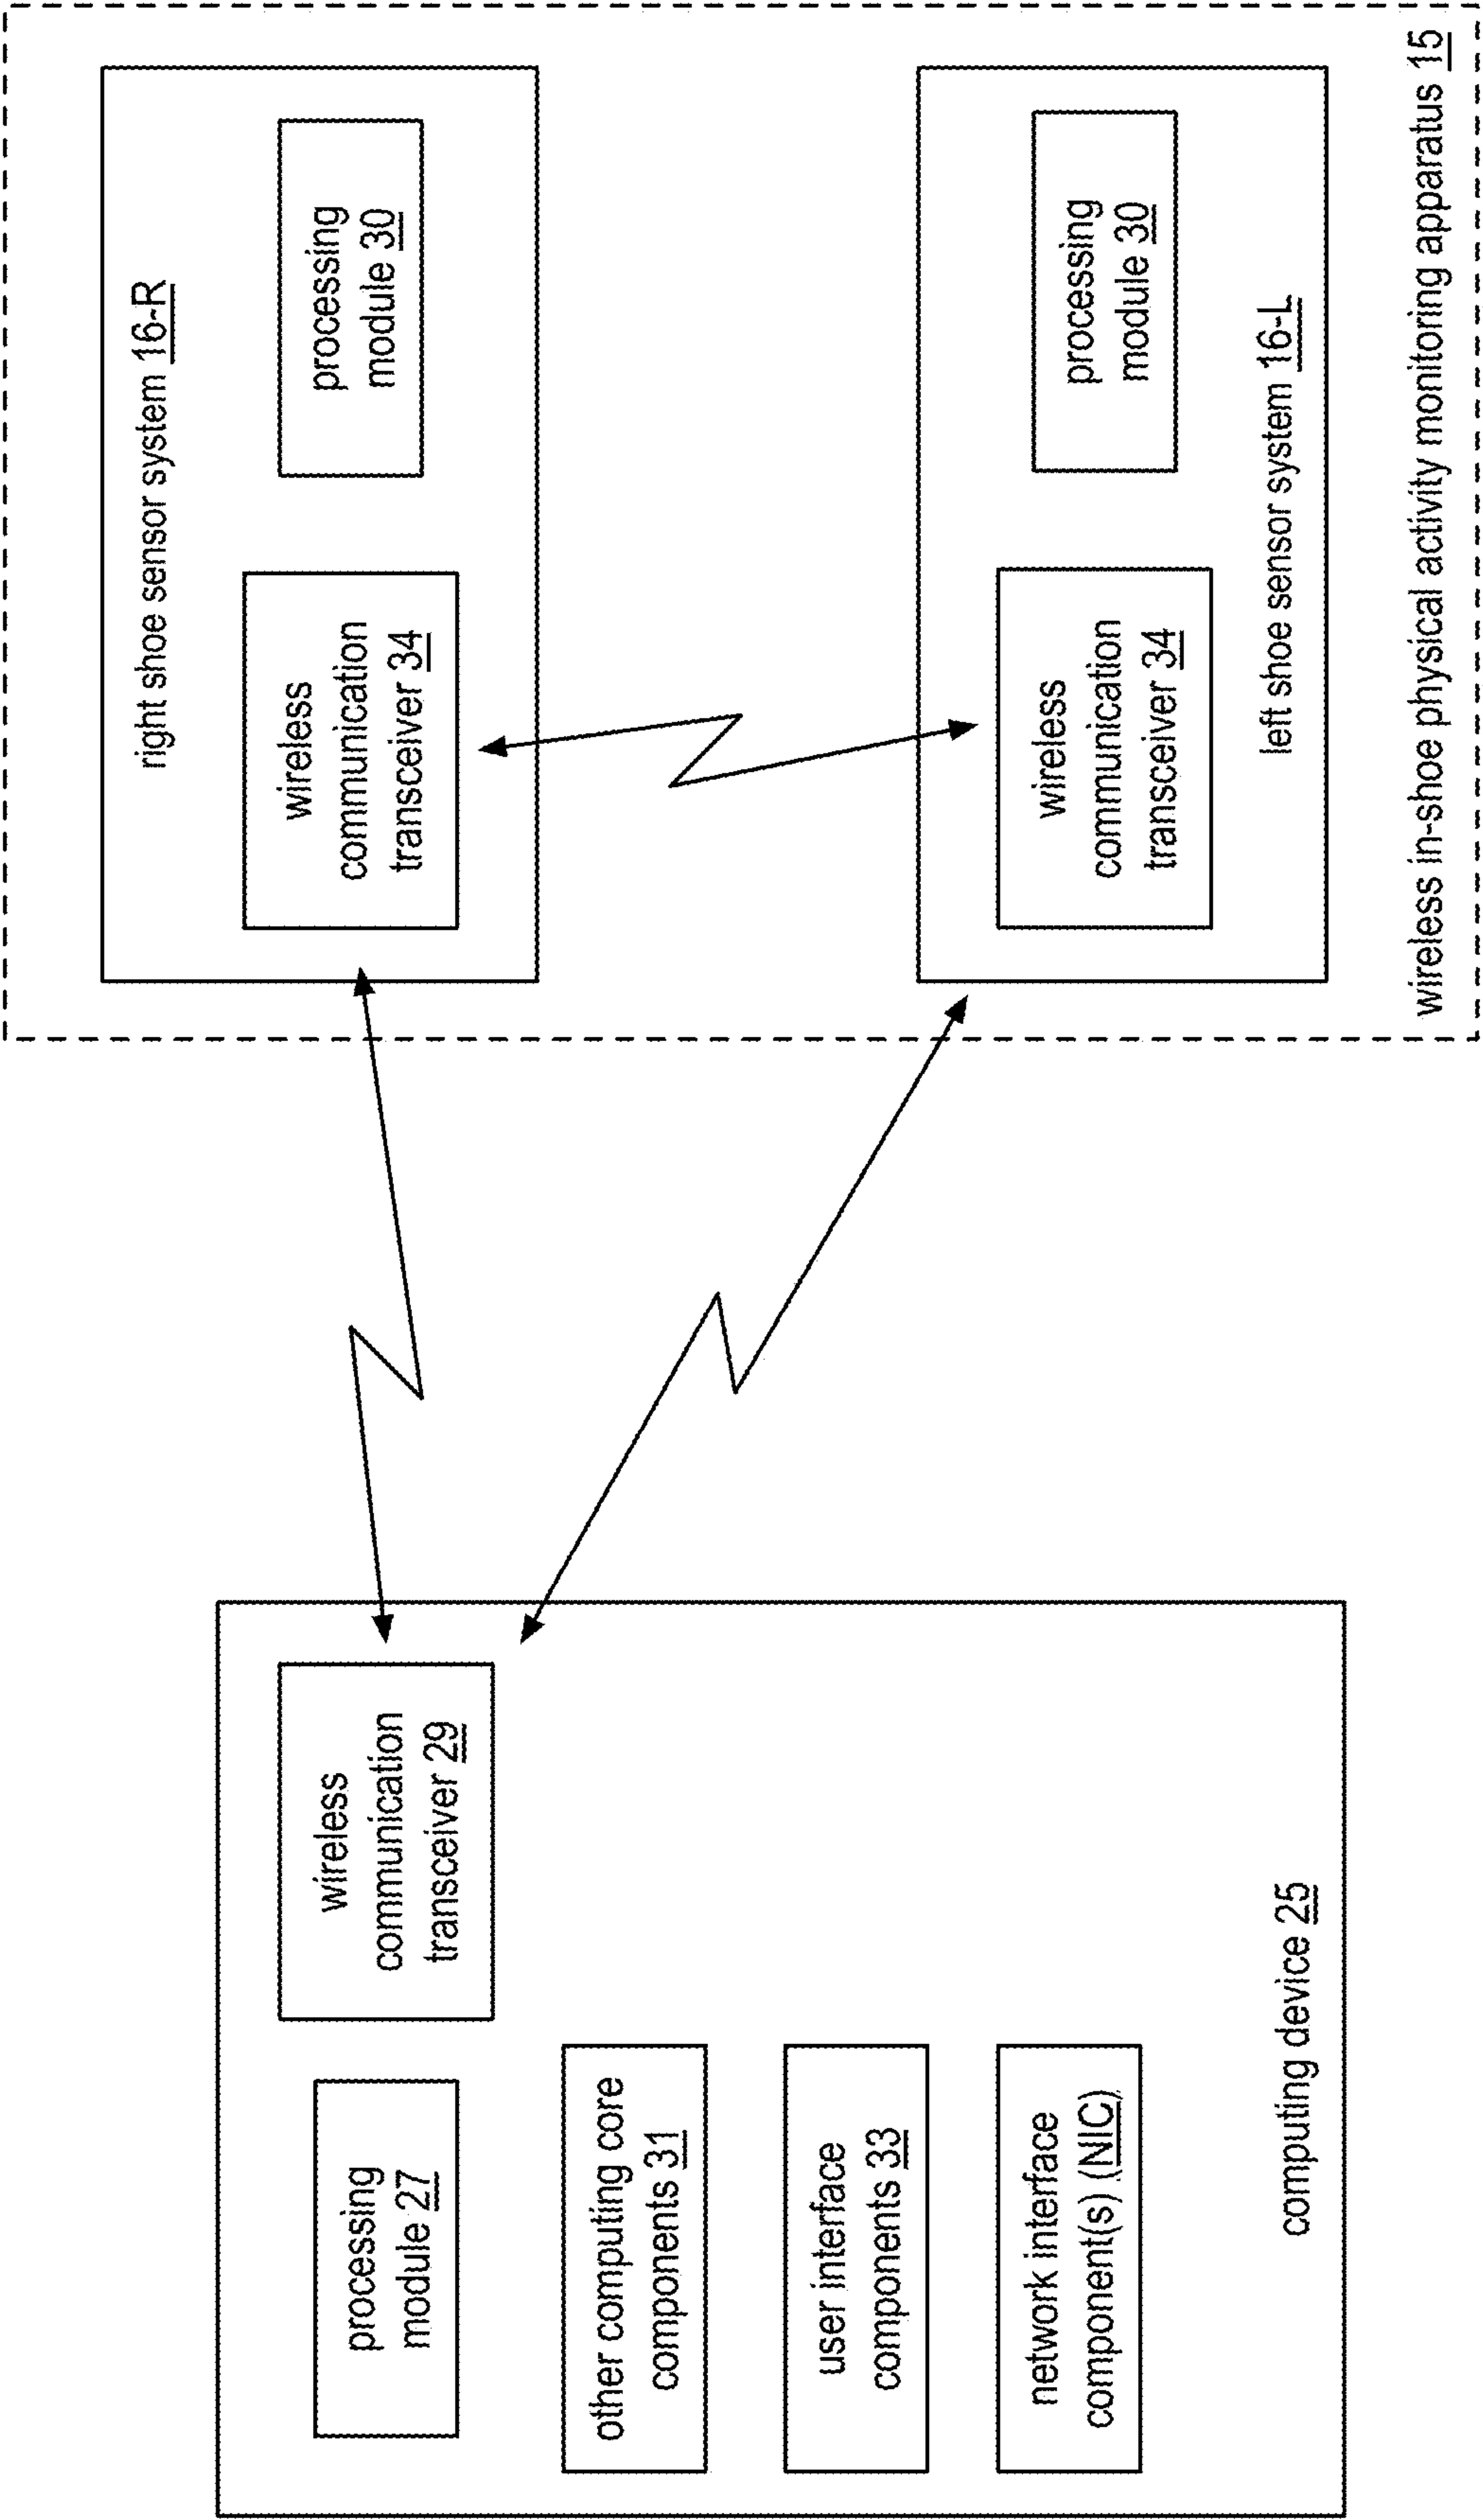 processing
module 27
wireless
communication
transceiver 29
other computing core
components 31
user interface
components 33
network interface
component(s) (NIC)
computing device 25
right shoe sensor system 16-R
wireless
communication
transceiver 34
processing
module 30
wireless
communication
transceiver 34
processing
module 30
left shoe sensor system 16-L
wireless in-shoe physical activity monitoring apparatus 15